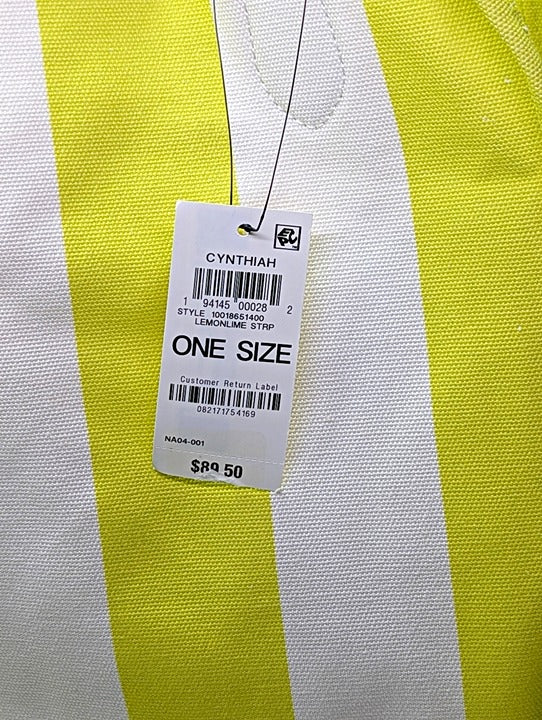 EPC
CYNTHIAH
1 94145 00028 2
STYLE 10018651400
LEMONLIME STRP
ONE SIZE
Customer Return Label
082171754169
NA04-001
$89.50